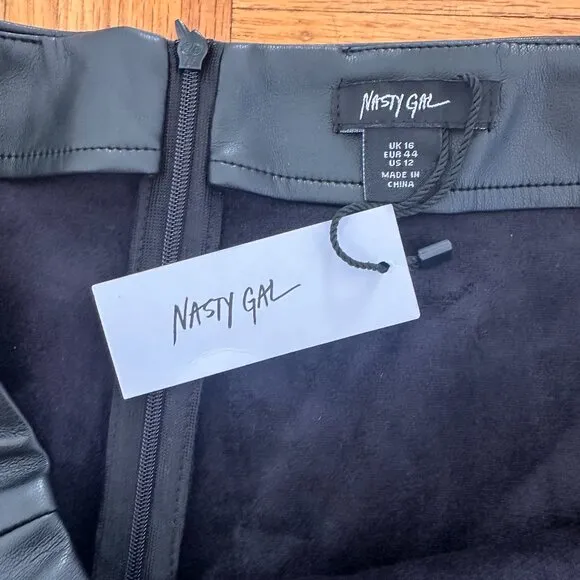 NASTY GAL
UK 16
EUR 44
US 12
MADE IN
CHINA
NASTY GAL